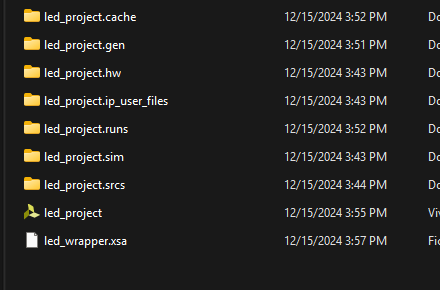 led_project.cache 12/15/2024 3:52 PM Do
led_project.gen 12/15/2024 3:51 PM Do
led_project.hw 12/15/2024 3:43 PM Do
led_project.ip_user_files 12/15/2024 3:43 PM Do
led_project.runs 12/15/2024 3:52 PM Do
led_project.sim 12/15/2024 3:43 PM Do
led_project.srcs 12/15/2024 3:44 PM Do
led_project 12/15/2024 3:55 PM Viv
led_wrapper.xsa 12/15/2024 3:57 PM Fic